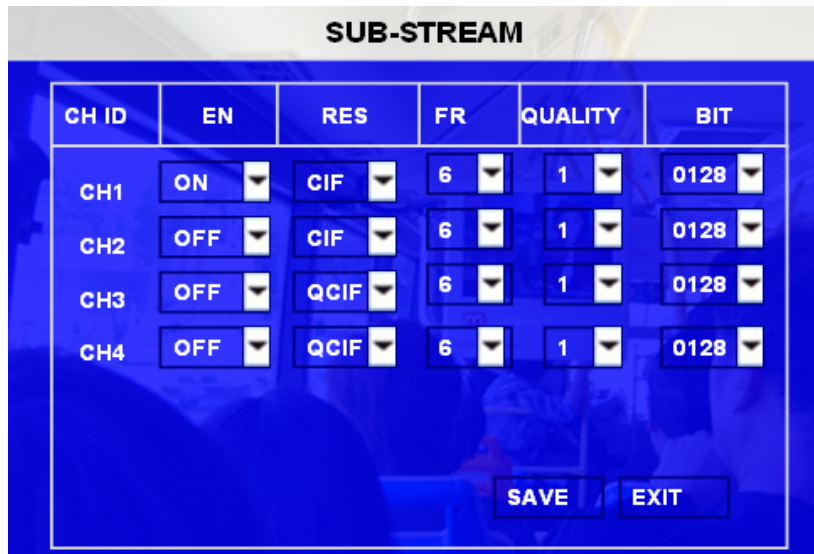 SUB-STREAM
CH ID EN RES FR QUALITY BIT
CH1 ON CIF 6 1 0128
CH2 OFF CIF 6 1 0128
CH3 OFF QCIF 6 1 0128
CH4 OFF QCIF 6 1 0128
SAVE EXIT